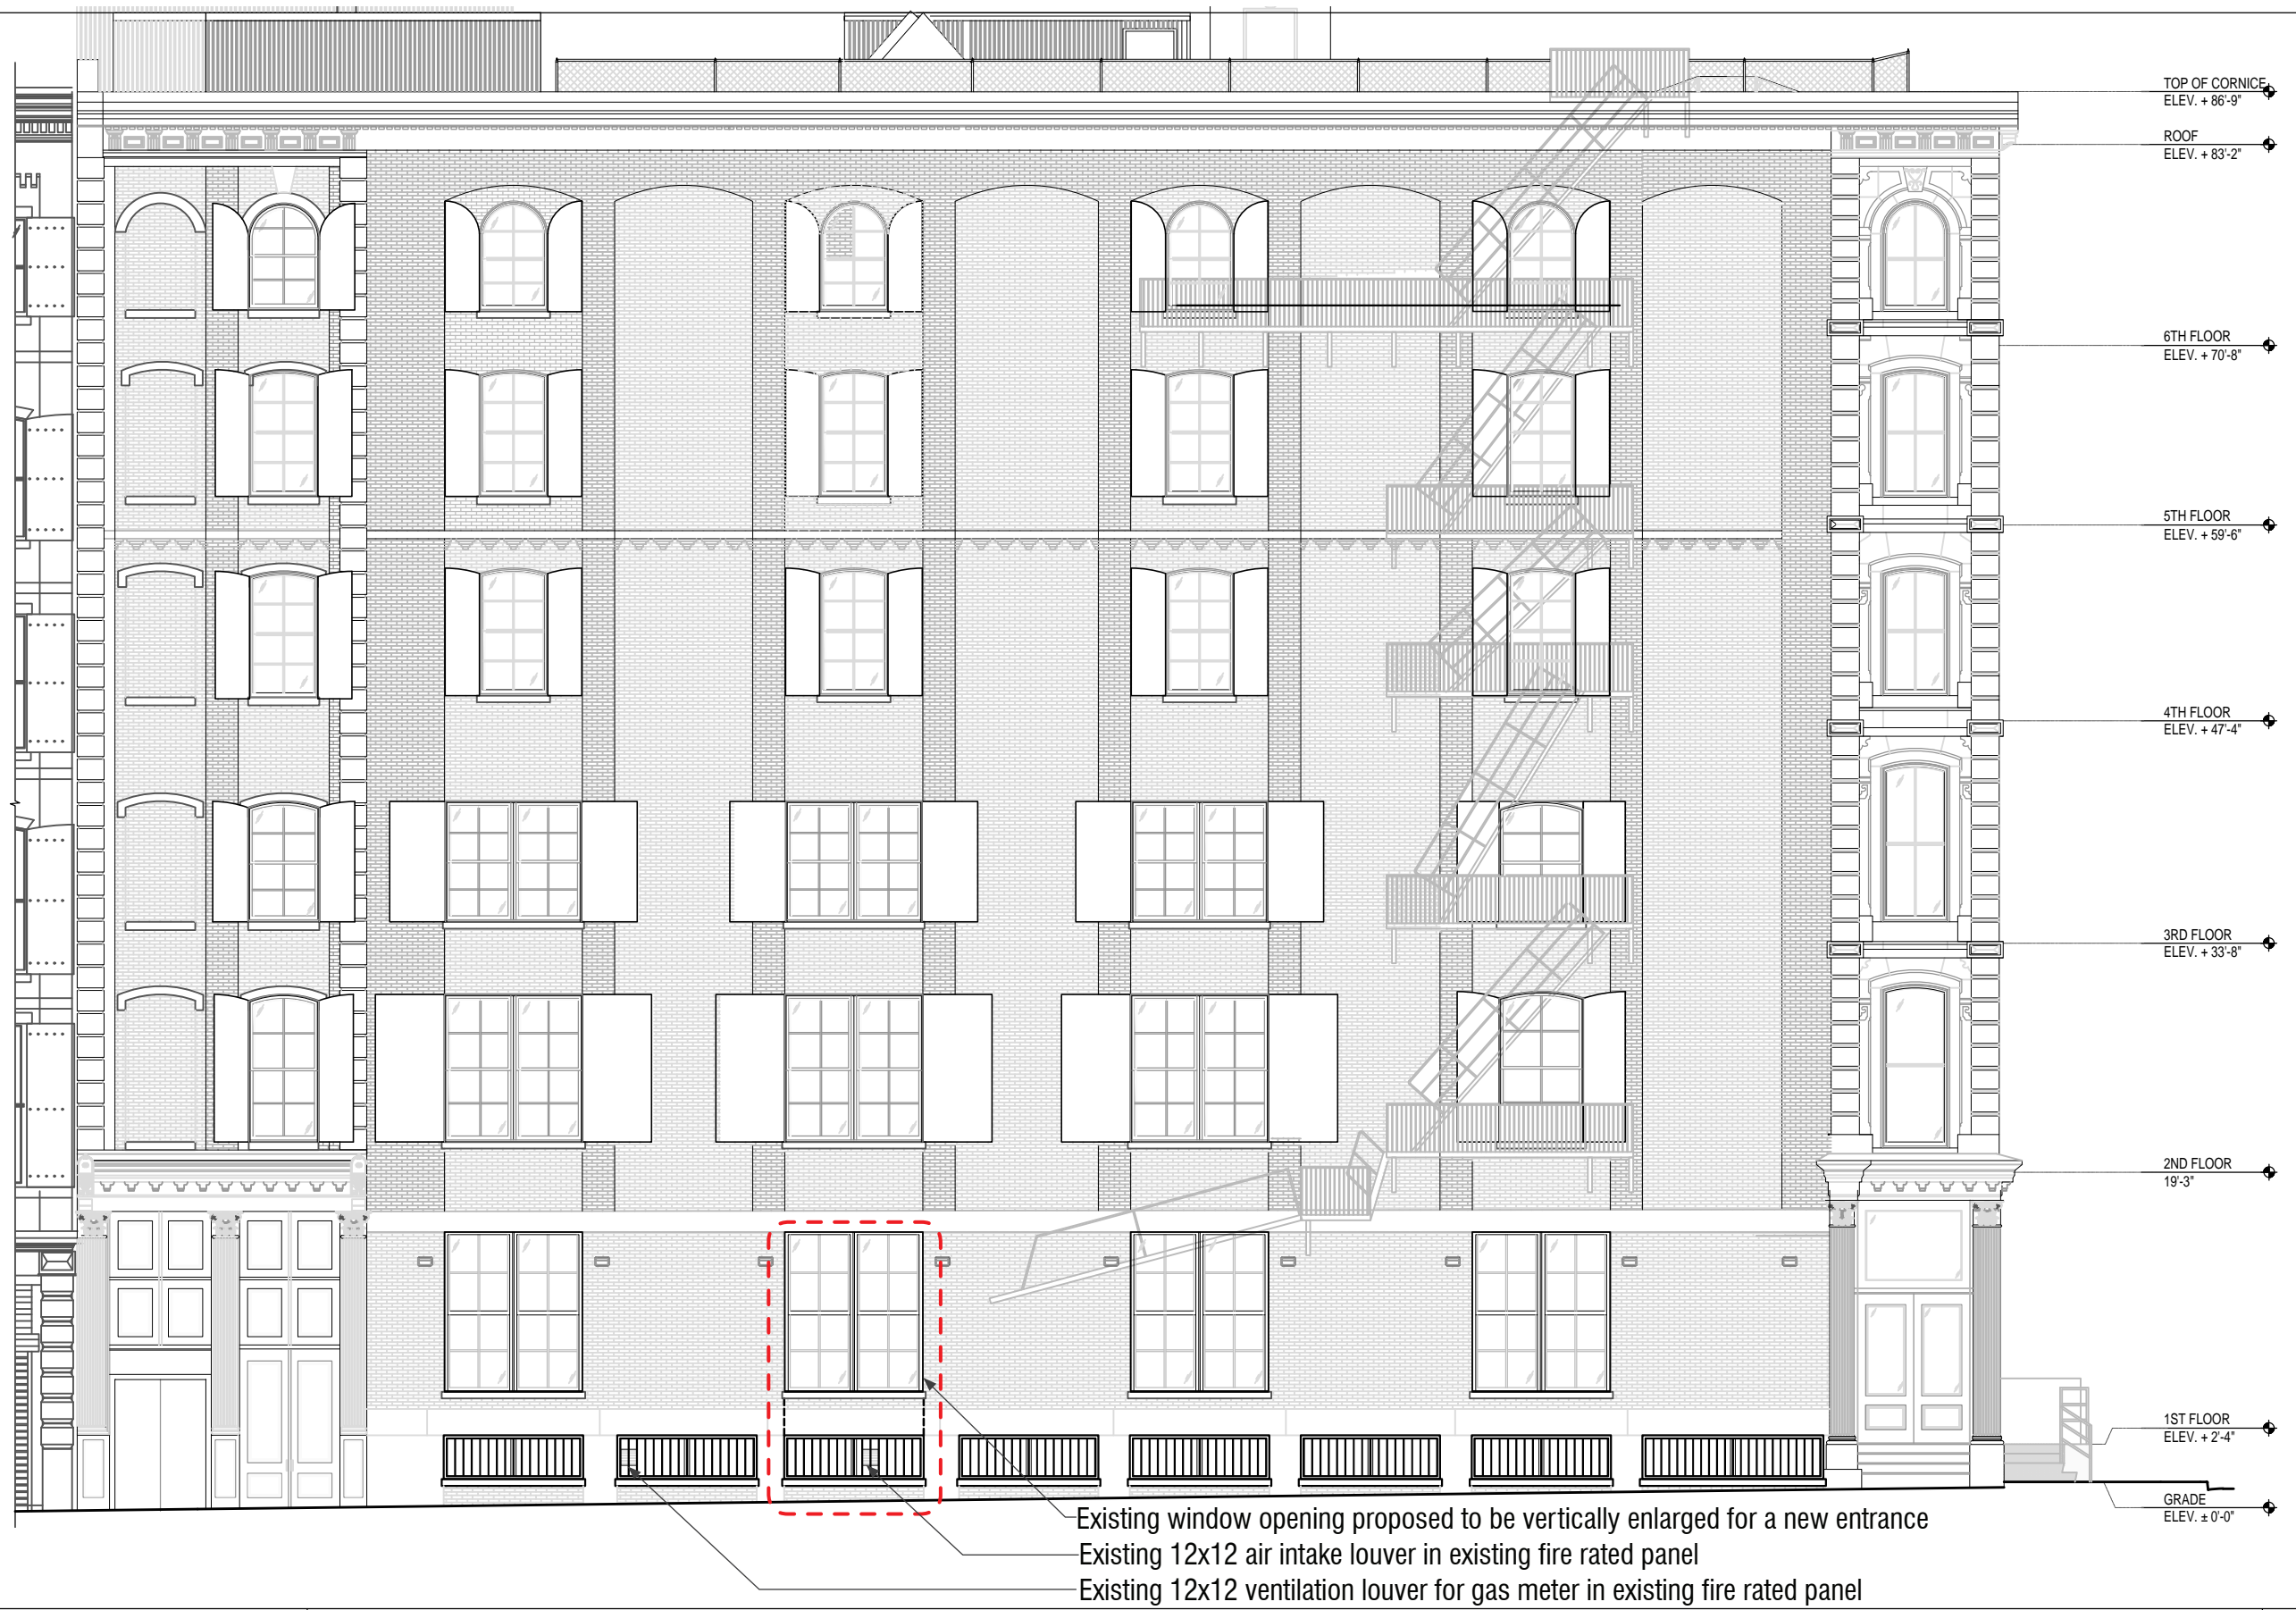 TOP OF CORNICE
ELEV. + 86'-9"
ROOF
ELEV. + 83'-2"
6TH FLOOR
ELEV. + 70'-8"
5TH FLOOR
ELEV. + 59'-6"
4TH FLOOR
ELEV. + 47'-4"
3RD FLOOR
ELEV. + 33'-8"
2ND FLOOR
19'-3"
1ST FLOOR
ELEV. + 2'-4"
GRADE
ELEV. ± 0'-0"
Existing window opening proposed to be vertically enlarged for a new entrance
Existing 12x12 air intake louver in existing fire rated panel
Existing 12x12 ventilation louver for gas meter in existing fire rated panel